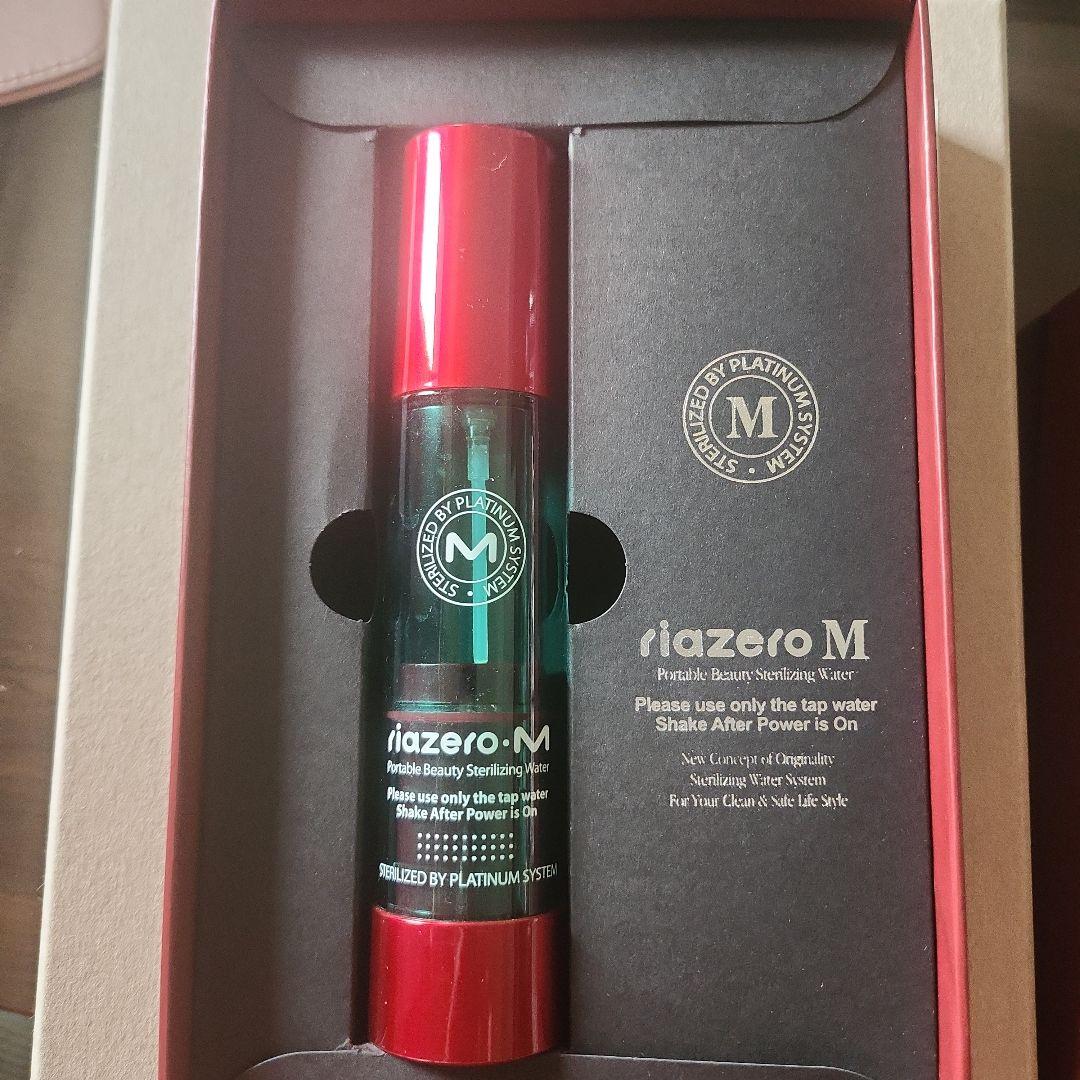 STERILIZED BY PLATINUM SYSTEM •
M
riazero·M
Portable Beauty Sterilizing Water
Please use only the tap water
Shake After Power is On
STERILIZED BY PLATINUM SYSTEM
STERILIZED BY PLATINUM SYSTEM •
M
riazero M
Portable Beauty Sterilizing Water
Please use only the tap water
Shake After Power is On
New Concept of Originality
Sterilizing Water System
For Your Clean & Safe Life Style